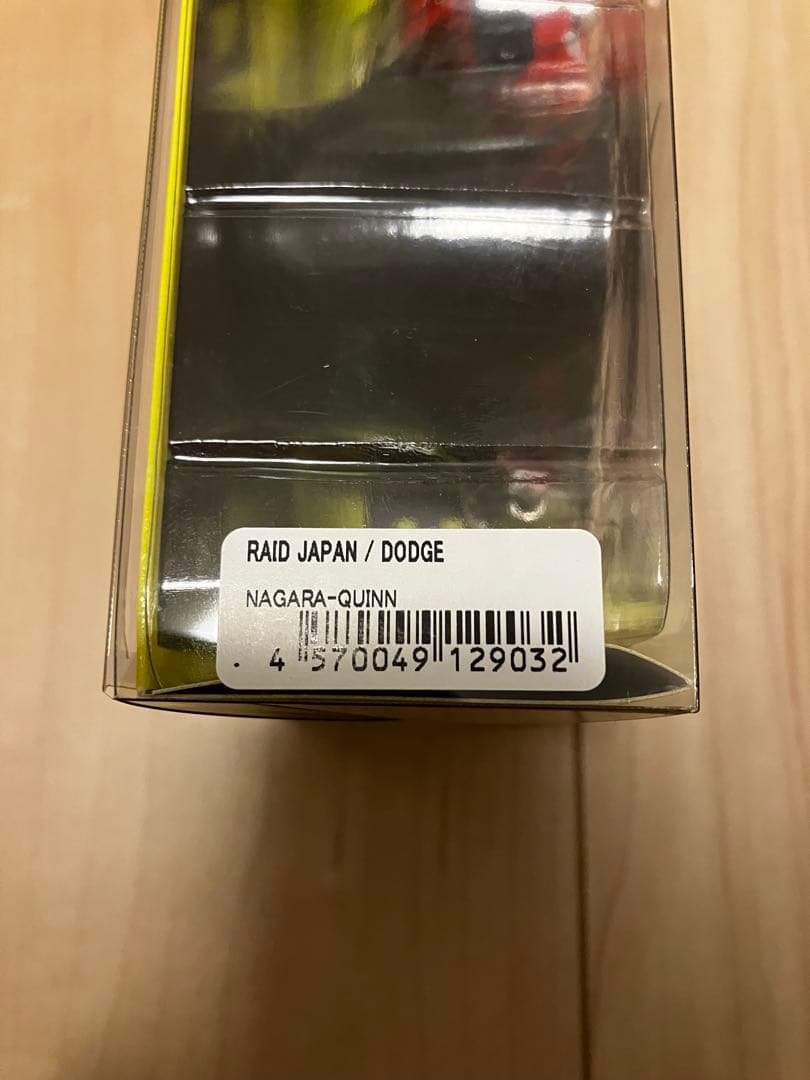 RAID JAPAN / DODGE
NAGARA-QUINN
4 570049 129032